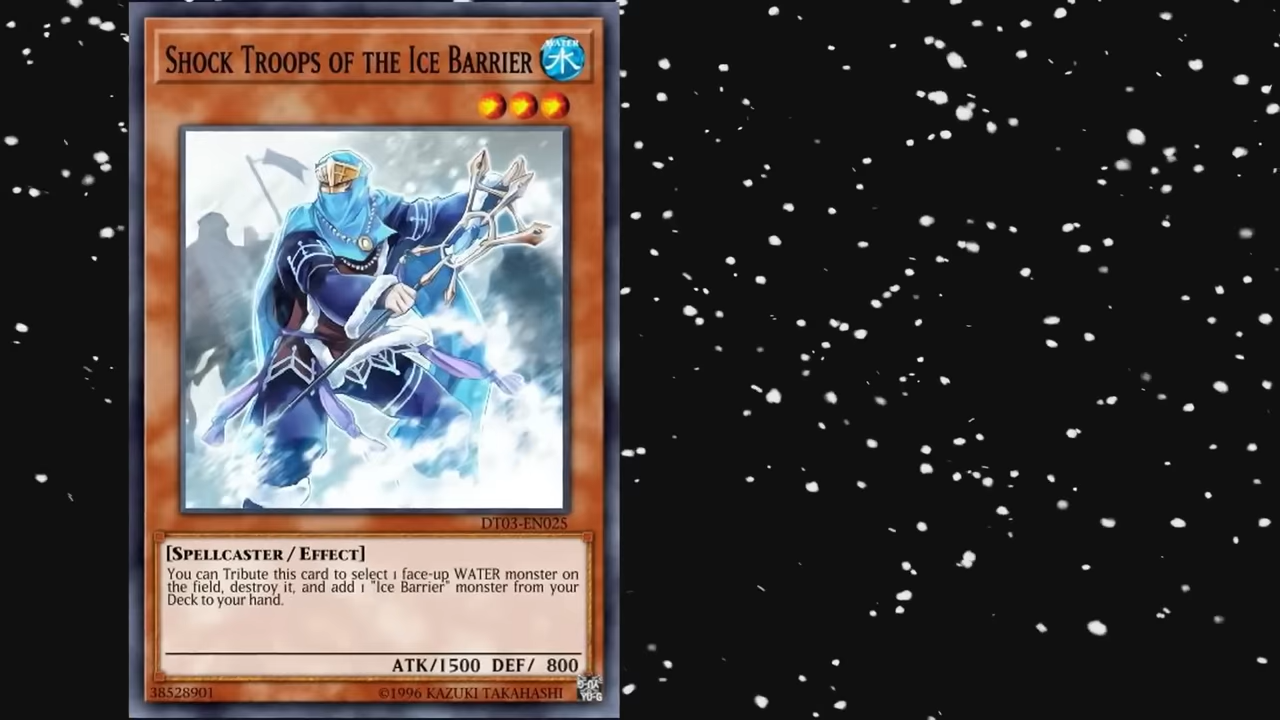 SHOCK TROOPS OF THE ICE BARRIER
WATER
水
DT03-EN025
[SPELLCASTER / EFFECT]
You can Tribute this card to select 1 face-up WATER monster on
the field, destroy it, and add 1 "Ice Barrier" monster from your
Deck to your hand.
ATK/1500 DEF/ 800
38528901
©1996 KAZUKI TAKAHASHI